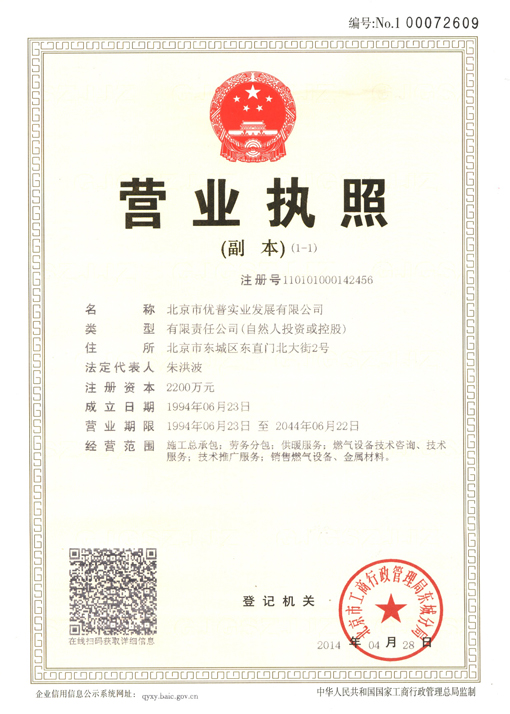 编号:No.1 00072609
营业执照
(副 本)(1-1)
注册号110101000142456
名 称 北京市优普实业发展有限公司
类 型 有限责任公司(自然人投资或控股)
住 所 北京市东城区东直门北大街2号
法定代表人 朱洪波
注册资本 2200万元
成立日期 1994年06月23日
营业期限 1994年06月23日 至 2044年06月22日
经营范围 施工总承包；劳务分包；供暖服务；燃气设备技术咨询、技术
服务；技术推广服务；销售燃气设备、金属材料。
在线扫码获取详细信息
登记机关
北京市工商行政管理局东城分局
2014 年 04 月 28 日
企业信用信息公示系统网址: qyxy.baic.gov.cn
中华人民共和国国家工商行政管理总局监制